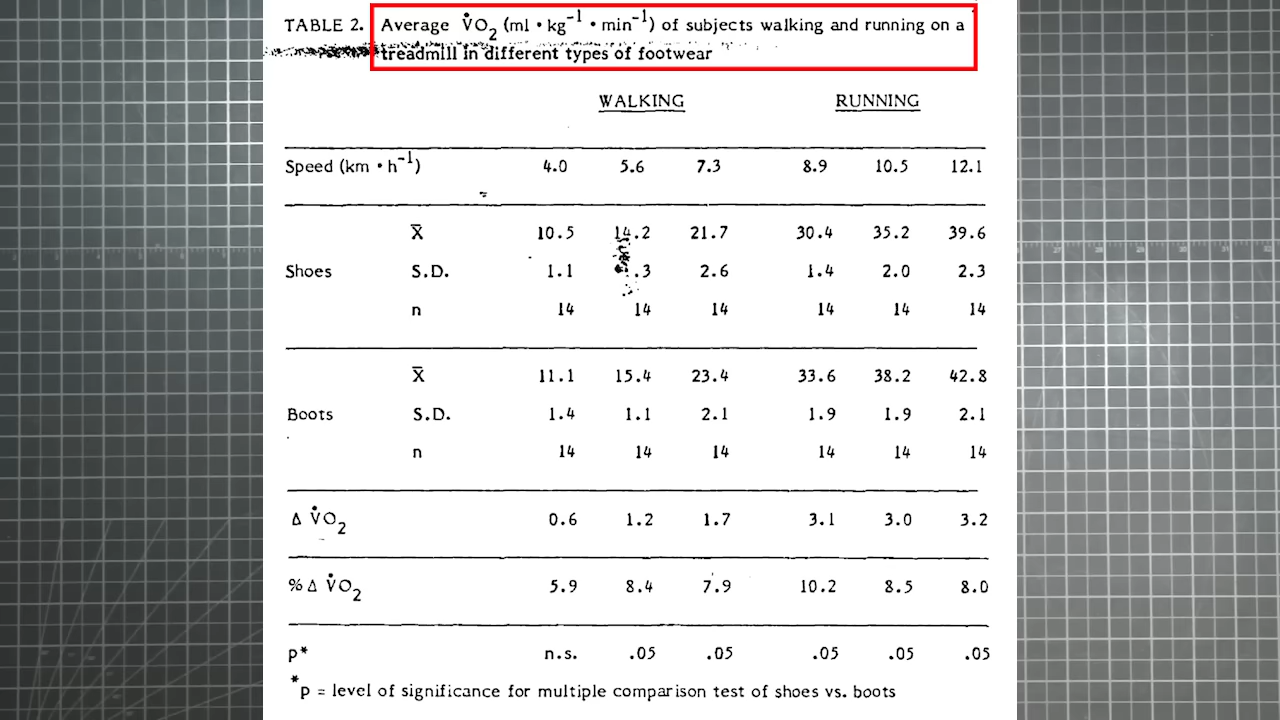 TABLE 2. Average V̇O₂ (ml • kg⁻¹ • min⁻¹) of subjects walking and running on a
treadmill in different types of footwear
WALKING RUNNING
Speed (km • h⁻¹) 4.0 5.6 7.3 8.9 10.5 12.1
X̄ 10.5 14.2 21.7 30.4 35.2 39.6
Shoes S.D. 1.1 .3 2.6 1.4 2.0 2.3
n 14 14 14 14 14 14
X̄ 11.1 15.4 23.4 33.6 38.2 42.8
Boots S.D. 1.4 1.1 2.1 1.9 1.9 2.1
n 14 14 14 14 14 14
Δ V̇O₂ 0.6 1.2 1.7 3.1 3.0 3.2
% Δ V̇O₂ 5.9 8.4 7.9 10.2 8.5 8.0
p* n.s. .05 .05 .05 .05 .05
*p = level of significance for multiple comparison test of shoes vs. boots